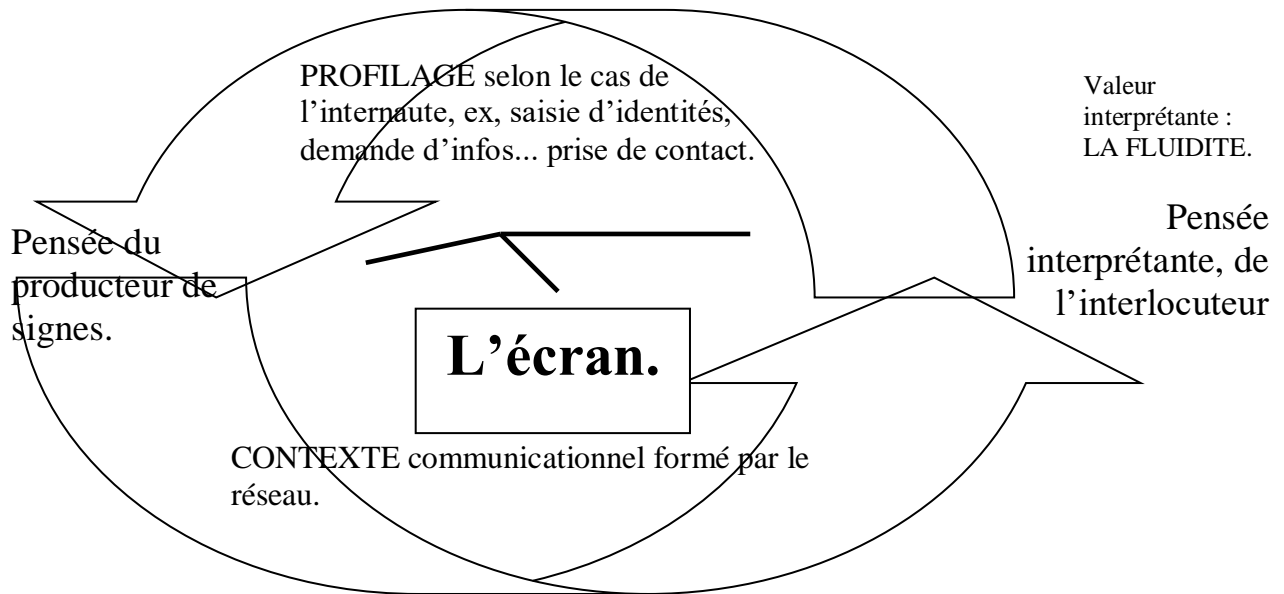 PROFILAGE selon le cas de
l’internaute, ex, saisie d’identités,
demande d’infos... prise de contact.
Valeur
interprétante :
LA FLUIDITE.
Pensée du
producteur de
signes.
Pensée
interprétante, de
l’interlocuteur
L’écran.
CONTEXTE communicationnel formé par le
réseau.